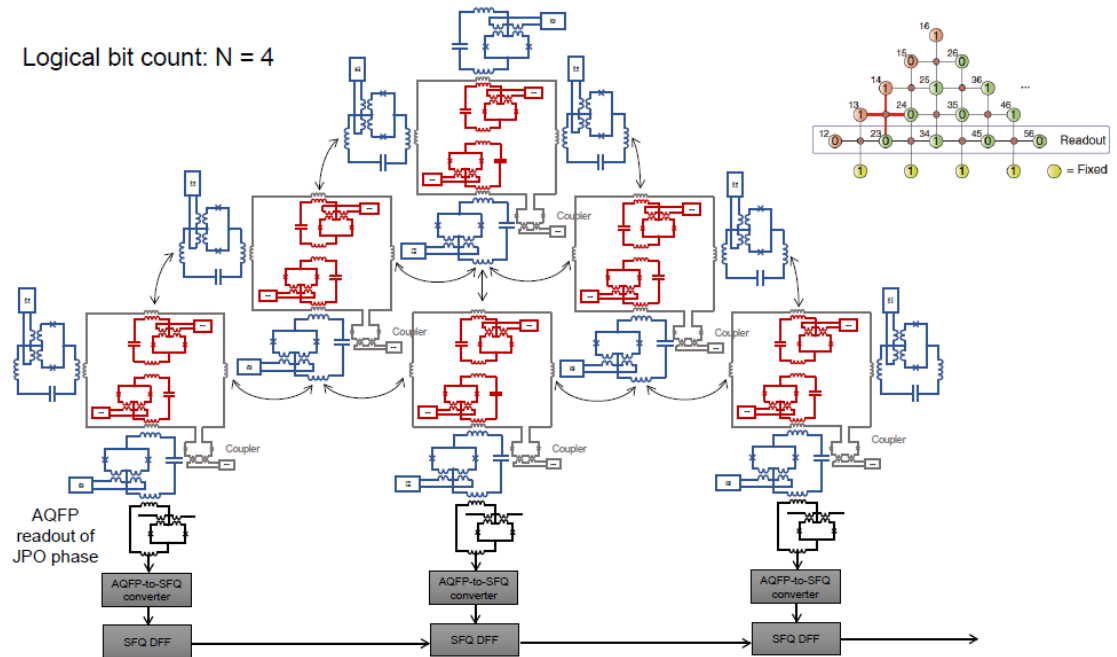 Logical bit count: N = 4
16
1
15
26
0
0
14
25
36
1
1
1
...
13
24
35
46
1
0
0
1
12
23
34
45
56
0
0
1
0
0
Readout
1
1
1
1
= Fixed
Coupler
Coupler
Coupler
Coupler
Coupler
Coupler
AQFP
readout of
JPO phase
AQFP-to-SFQ
converter
AQFP-to-SFQ
converter
AQFP-to-SFQ
converter
SFQ DFF
SFQ DFF
SFQ DFF